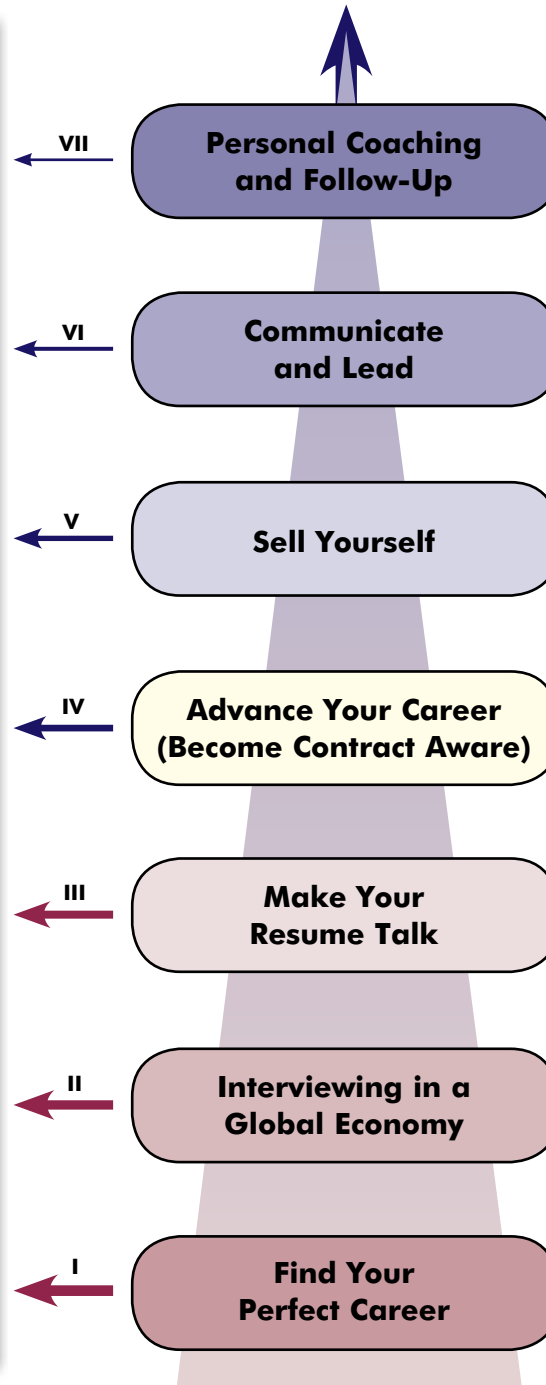 VII
Personal Coaching
and Follow-Up
VI
Communicate
and Lead
V
Sell Yourself
IV
Advance Your Career
(Become Contract Aware)
III
Make Your
Resume Talk
II
Interviewing in a
Global Economy
I
Find Your
Perfect Career